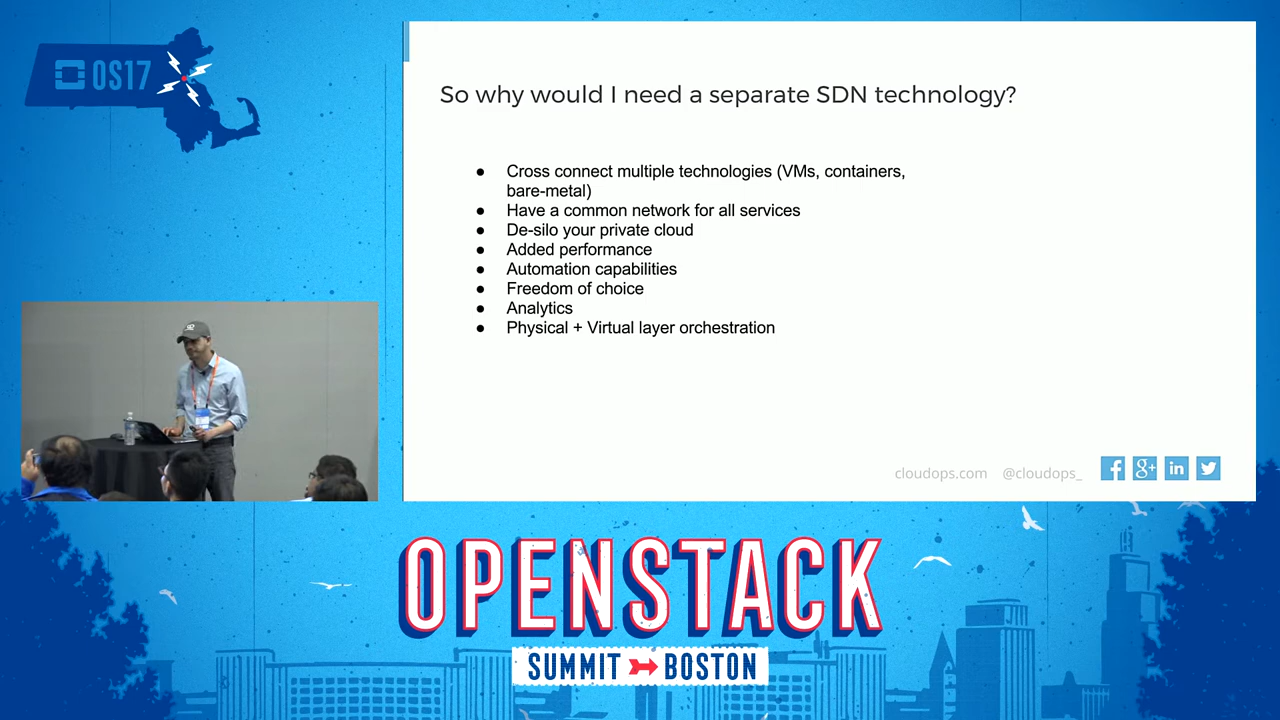 OS17
So why would I need a separate SDN technology?
● Cross connect multiple technologies (VMs, containers,
bare-metal)
● Have a common network for all services
● De-silo your private cloud
● Added performance
● Automation capabilities
● Freedom of choice
● Analytics
● Physical + Virtual layer orchestration
cloudops.com @cloudops_
OPENSTACK
SUMMIT BOSTON